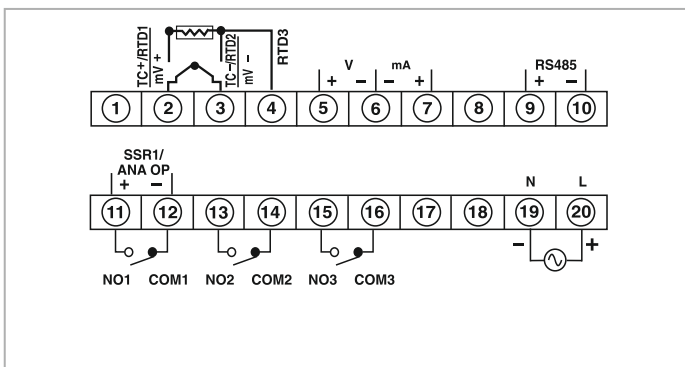 TC+/RTD1
mV +
TC−/RTD2
mV −
RTD3
V
+ −
mA
− +
RS485
+ −
1 2 3 4 5 6 7 8 9 10
SSR1/
ANA OP
+ −
N L
11 12 13 14 15 16 17 18 19 20
− +
NO1 COM1 NO2 COM2 NO3 COM3